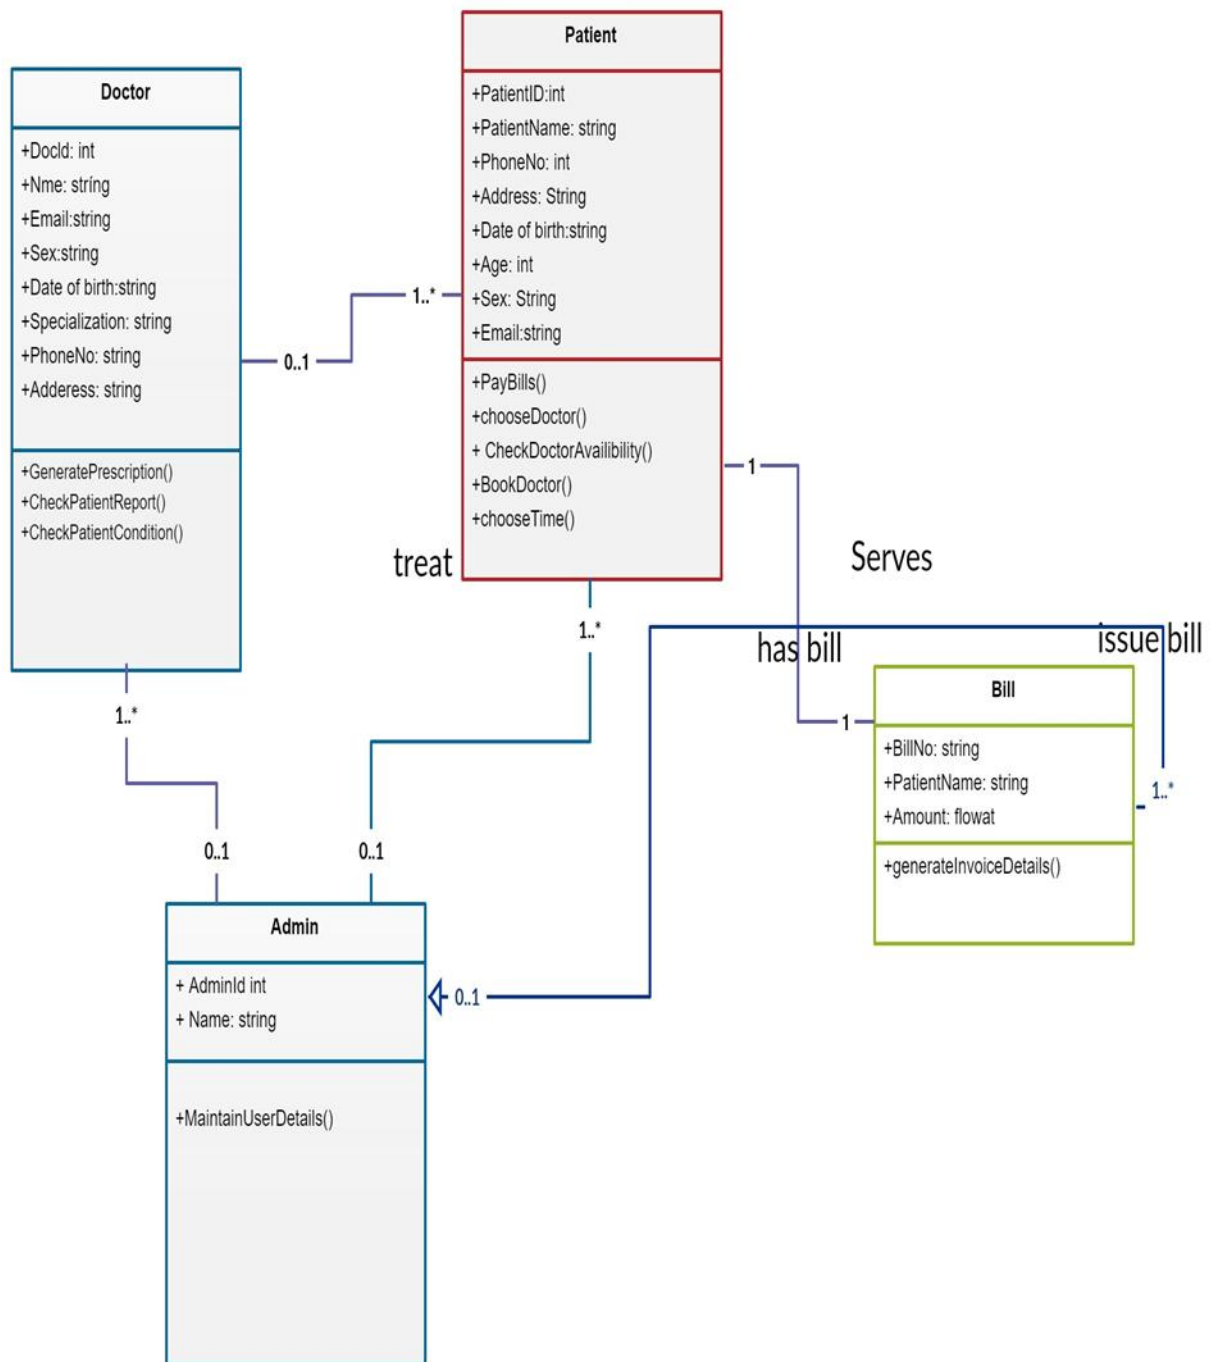 Patient
+PatientID:int
+PatientName: string
+PhoneNo: int
+Address: String
+Date of birth:string
+Age: int
+Sex: String
+Email:string
+PayBills()
+chooseDoctor()
+ CheckDoctorAvailibility()
+BookDoctor()
+chooseTime()
Doctor
+DocId: int
+Nme: stríng
+Email:string
+Sex:string
+Date of birth:string
+Specialization: string
+PhoneNo: string
+Adderess: string
+GeneratePrescription()
+CheckPatientReport()
+CheckPatientCondition()
1..*
0..1
1
treat
Serves
1..*
has bill
issue bill
1..*
1
Bill
+BillNo: string
+PatientName: string
+Amount: flowat
+generateInvoiceDetails()
1..*
0..1
0..1
Admin
+ AdminId int
+ Name: string
+MaintainUserDetails()
0..1